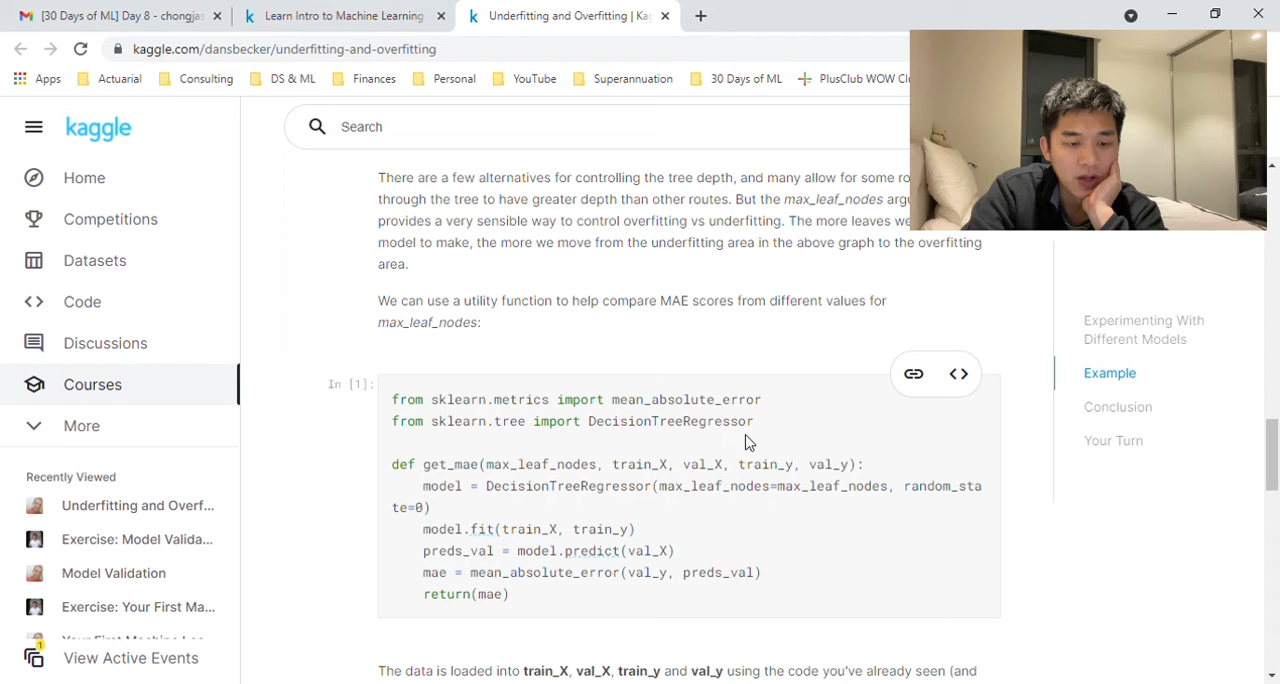 [30 Days of ML] Day 8 - chongjas
Learn Intro to Machine Learning
Underfitting and Overfitting | Ka
kaggle.com/dansbecker/underfitting-and-overfitting
Apps Actuarial Consulting DS & ML Finances Personal YouTube Superannuation 30 Days of ML PlusClub WOW Clu
kaggle
Search
Home
Competitions
Datasets
Code
Discussions
Courses
More
Recently Viewed
Underfitting and Overf...
Exercise: Model Valida...
Model Validation
Exercise: Your First Ma...
Your First Machine Lea
1
View Active Events
There are a few alternatives for controlling the tree depth, and many allow for some ro
through the tree to have greater depth than other routes. But the max_leaf_nodes argu
provides a very sensible way to control overfitting vs underfitting. The more leaves we
model to make, the more we move from the underfitting area in the above graph to the overfitting
area.
We can use a utility function to help compare MAE scores from different values for
max_leaf_nodes:
In [1]:
from sklearn.metrics import mean_absolute_error
from sklearn.tree import DecisionTreeRegressor
def get_mae(max_leaf_nodes, train_X, val_X, train_y, val_y):
model = DecisionTreeRegressor(max_leaf_nodes=max_leaf_nodes, random_sta
te=0)
model.fit(train_X, train_y)
preds_val = model.predict(val_X)
mae = mean_absolute_error(val_y, preds_val)
return(mae)
The data is loaded into train_X, val_X, train_y and val_y using the code you've already seen (and
Experimenting With
Different Models
Example
Conclusion
Your Turn